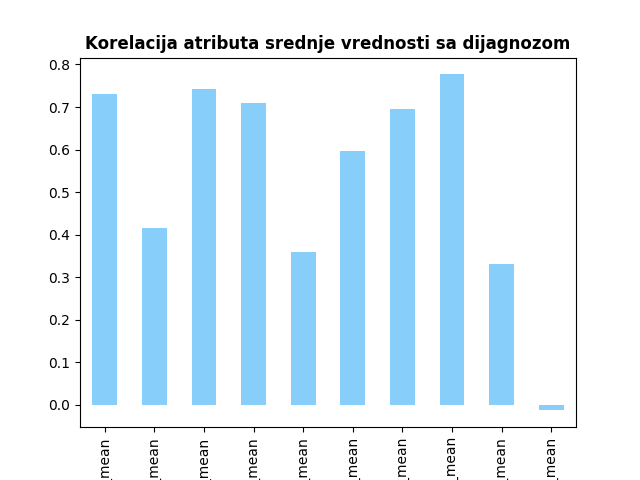 Korelacija atributa srednje vrednosti sa dijagnozom
0.8
0.7
0.6
0.5
0.4
0.3
0.2
0.1
0.0
_mean
_mean
_mean
_mean
_mean
_mean
_mean
_mean
_mean
_mean